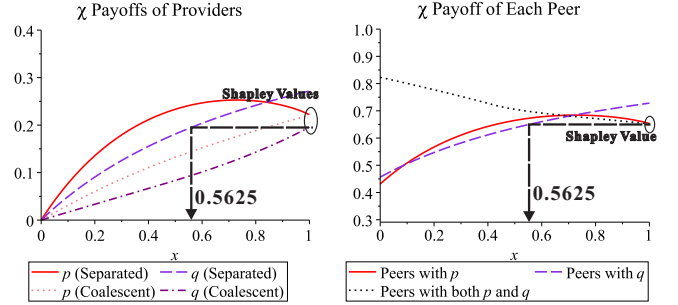 χ Payoffs of Providers
0.4
0.3
0.2
0.1
0
Shapley Values
0.5625
0 0.2 0.4 0.6 0.8 1
x
p (Separated) q (Separated)
p (Coalescent) q (Coalescent)
χ Payoff of Each Peer
1.0
0.9
0.8
0.7
0.6
0.5
0.4
0.3
Shapley Value
0.5625
0 0.2 0.4 0.6 0.8 1
x
Peers with p Peers with q
Peers with both p and q